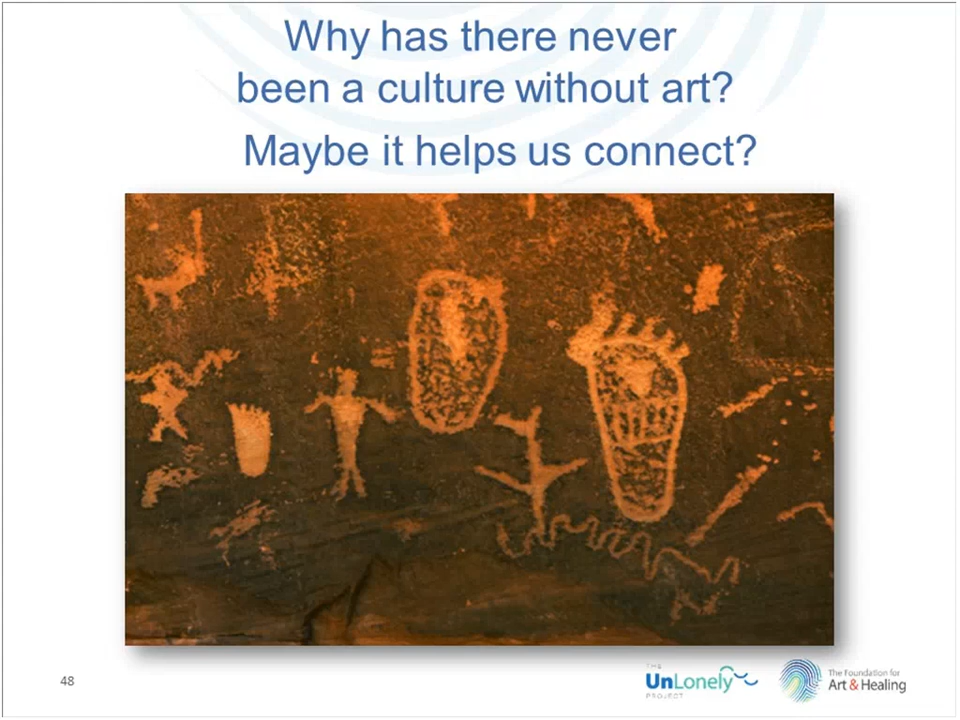 Why has there never
been a culture without art?
Maybe it helps us connect?
48
THE
UnLonely
PROJECT
The Foundation for
Art & Healing